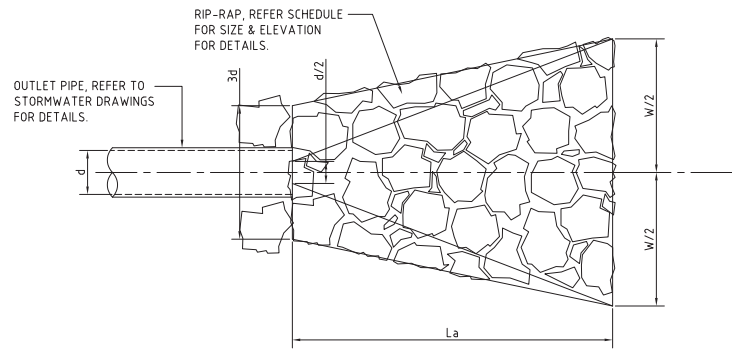 RIP-RAP, REFER SCHEDULE
FOR SIZE & ELEVATION
FOR DETAILS.
OUTLET PIPE, REFER TO
STORMWATER DRAWINGS
FOR DETAILS.
3d
d/2
d
W/2
W/2
La